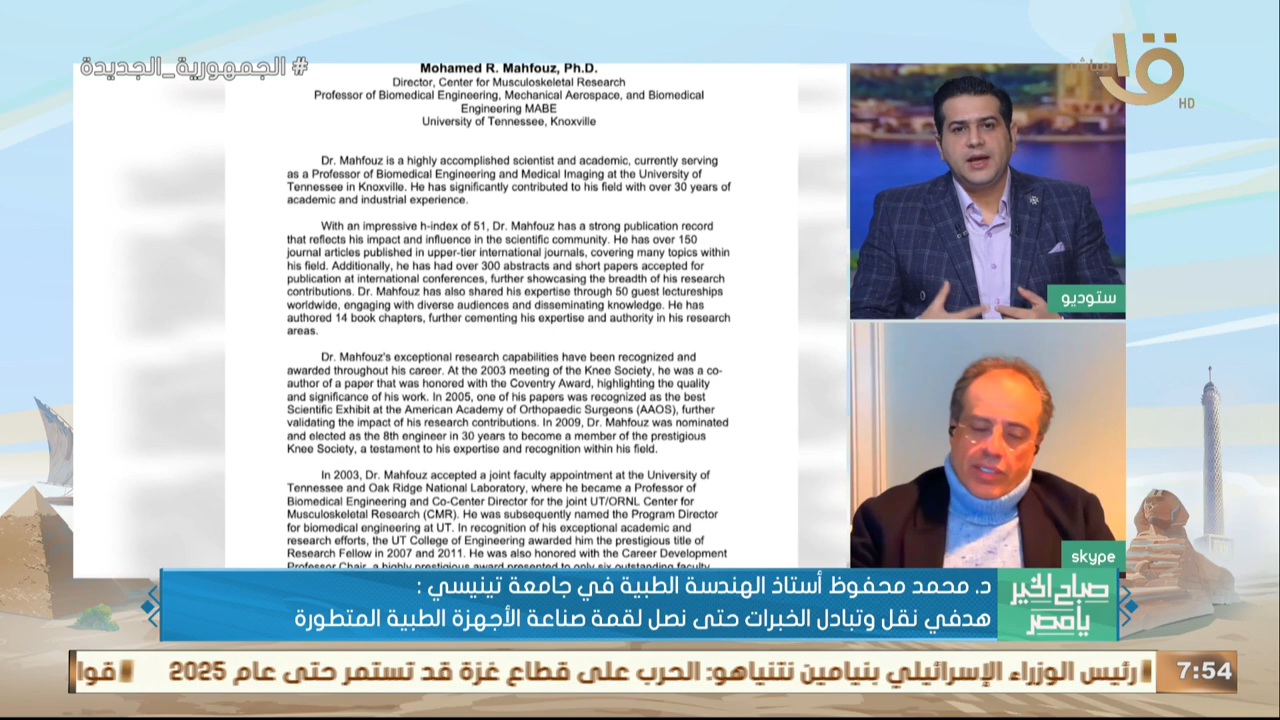 #الجمهورية_الجديدة
مباشر
HD
Mohamed R. Mahfouz, Ph.D.
Director, Center for Musculoskeletal Research
Professor of Biomedical Engineering, Mechanical Aerospace, and Biomedical
Engineering MABE
University of Tennessee, Knoxville
Dr. Mahfouz is a highly accomplished scientist and academic, currently serving
as a Professor of Biomedical Engineering and Medical Imaging at the University of
Tennessee in Knoxville. He has significantly contributed to his field with over 30 years of
academic and industrial experience.
With an impressive h-index of 51, Dr. Mahfouz has a strong publication record
that reflects his impact and influence in the scientific community. He has over 150
journal articles published in upper-tier international journals, covering many topics within
his field. Additionally, he has had over 300 abstracts and short papers accepted for
publication at international conferences, further showcasing the breadth of his research
contributions. Dr. Mahfouz has also shared his expertise through 50 guest lectureships
worldwide, engaging with diverse audiences and disseminating knowledge. He has
authored 14 book chapters, further cementing his expertise and authority in his research
areas.
Dr. Mahfouz's exceptional research capabilities have been recognized and
awarded throughout his career. At the 2003 meeting of the Knee Society, he was a co-
author of a paper that was honored with the Coventry Award, highlighting the quality
and significance of his work. In 2005, one of his papers was recognized as the best
Scientific Exhibit at the American Academy of Orthopaedic Surgeons (AAOS), further
validating the impact of his research contributions. In 2009, Dr. Mahfouz was nominated
and elected as the 8th engineer in 30 years to become a member of the prestigious
Knee Society, a testament to his expertise and recognition within his field.
In 2003, Dr. Mahfouz accepted a joint faculty appointment at the University of
Tennessee and Oak Ridge National Laboratory, where he became a Professor of
Biomedical Engineering and Co-Center Director for the joint UT/ORNL Center for
Musculoskeletal Research (CMR). He was subsequently named the Program Director
for biomedical engineering at UT. In recognition of his exceptional academic and
research efforts, the UT College of Engineering awarded him the prestigious title of
Research Fellow in 2007 and 2011. He was also honored with the Career Development
Professor Chair, a highly prestigious award presented to only six outstanding faculty
ستوديو
skype
صباح الخير
يا مصر
د. محمد محفوظ أستاذ الهندسة الطبية في جامعة تينيسي :
هدفي نقل وتبادل الخبرات حتى نصل لقمة صناعة الأجهزة الطبية المتطورة
7:54
رئيس الوزراء الإسرائيلي بنيامين نتنياهو: الحرب على قطاع غزة قد تستمر حتى عام 2025
قوا